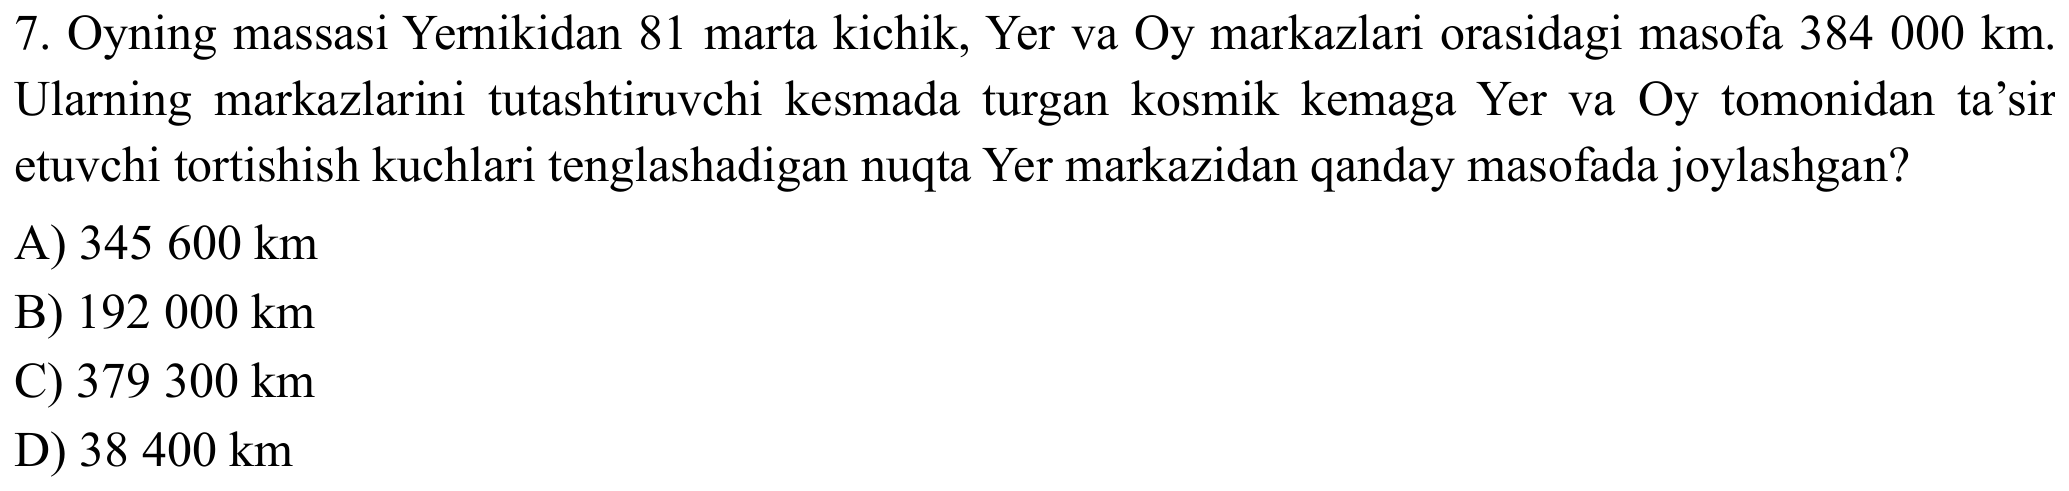 7. Oyning massasi Yernikidan 81 marta kichik, Yer va Oy markazlari orasidagi masofa 384 000 km.
Ularning markazlarini tutashtiruvchi kesmada turgan kosmik kemaga Yer va Oy tomonidan ta’sir
etuvchi tortishish kuchlari tenglashadigan nuqta Yer markazidan qanday masofada joylashgan?
A) 345 600 km
B) 192 000 km
C) 379 300 km
D) 38 400 km